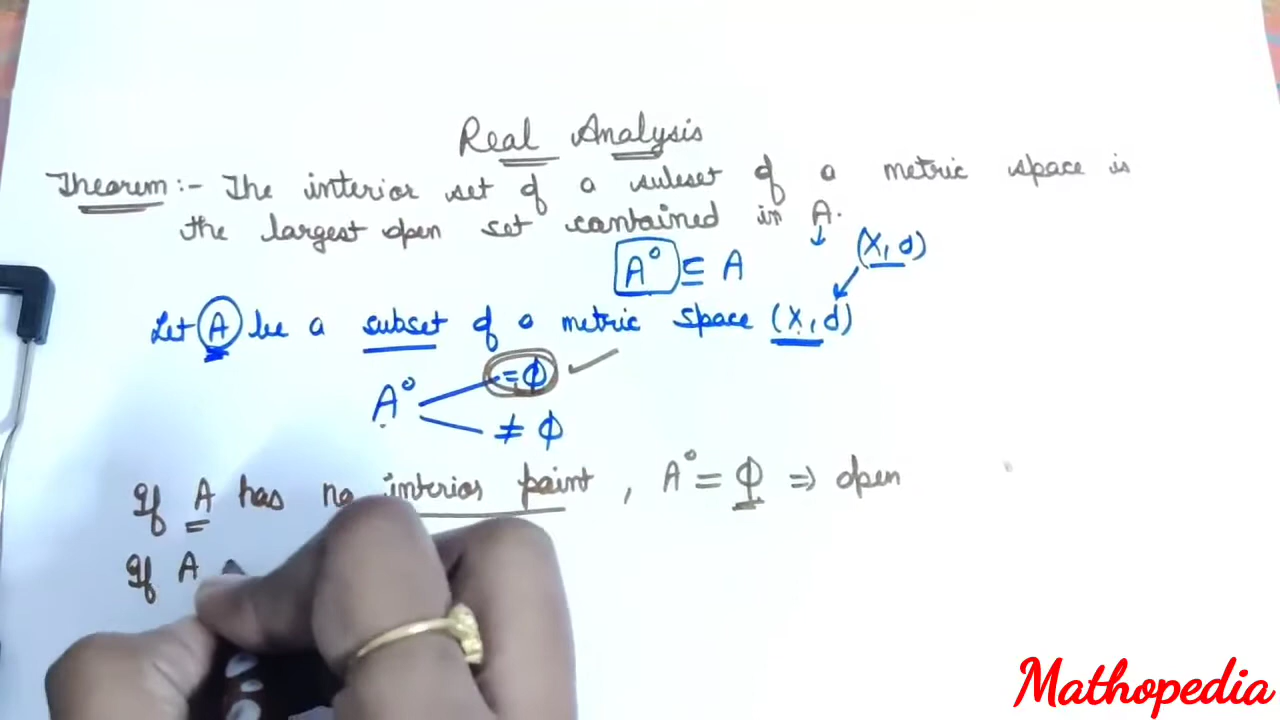 Real Analysis
Theorem:- The interior set of a subset of a metric space is
the largest open set contained in A.
(X, d)
A° ⊆ A
Let A be a subset of a metric space (X, d)
= Φ
A°
≠ Φ
If A has no interior point, A° = Φ ⇒ open
If A
Mathopedia